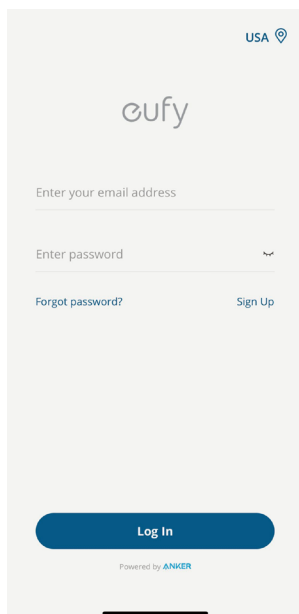 USA
eufy
Enter your email address
Enter password
Forgot password? Sign Up
Log In
Powered by ANKER